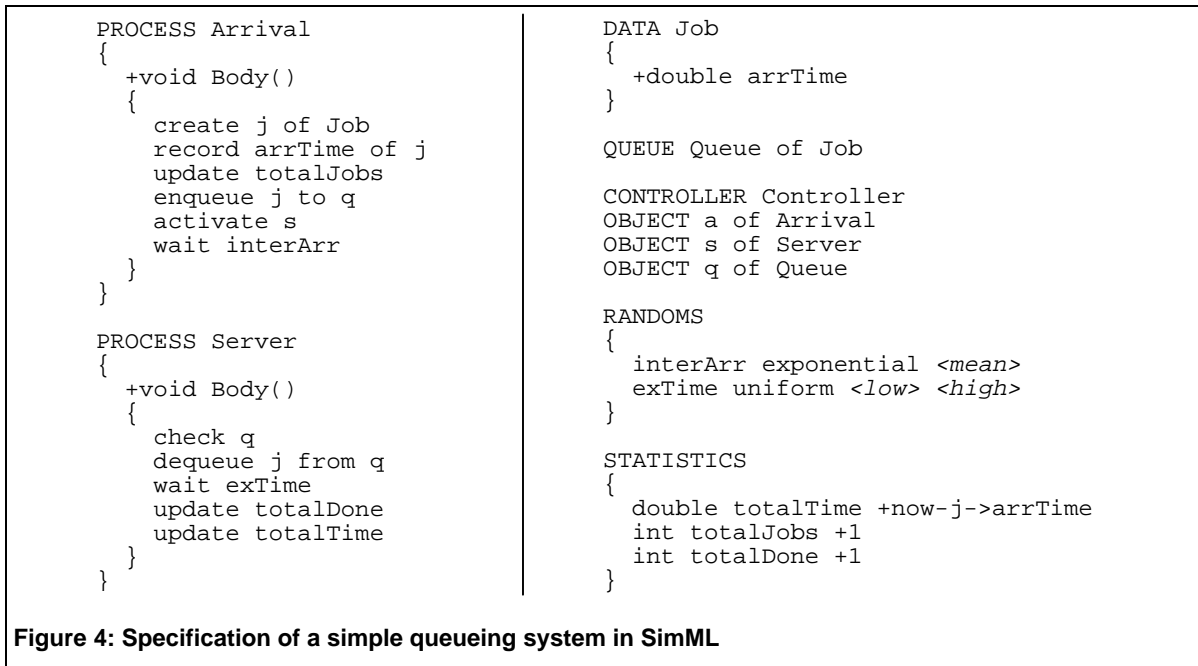 PROCESS Arrival
{
  +void Body()
  {
    create j of Job
    record arrTime of j
    update totalJobs
    enqueue j to q
    activate s
    wait interArr
  }
}

PROCESS Server
{
  +void Body()
  {
    check q
    dequeue j from q
    wait exTime
    update totalDone
    update totalTime
  }
}

DATA Job
{
  +double arrTime
}

QUEUE Queue of Job

CONTROLLER Controller
OBJECT a of Arrival
OBJECT s of Server
OBJECT q of Queue

RANDOMS
{
  interArr exponential <mean>
  exTime uniform <low> <high>
}

STATISTICS
{
  double totalTime +now-j->arrTime
  int totalJobs +1
  int totalDone +1
}

Figure 4: Specification of a simple queueing system in SimML